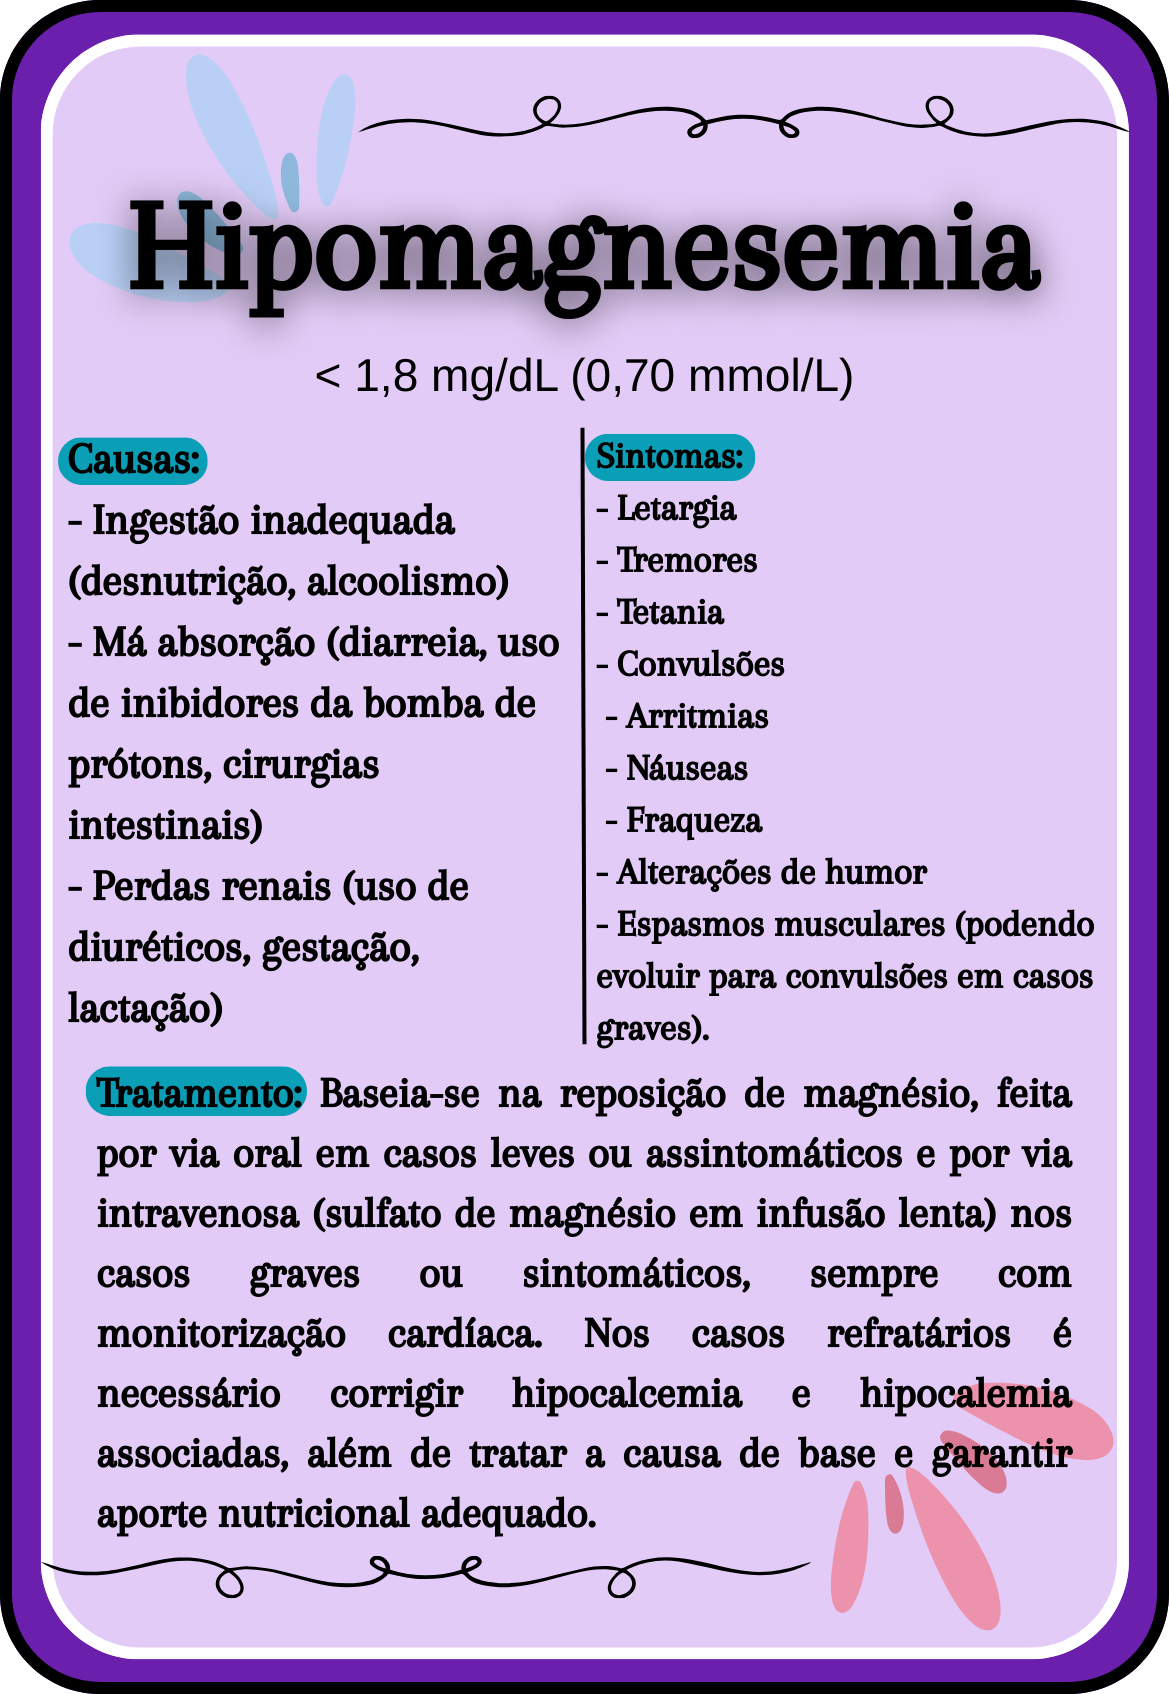 Hipomagnesemia
< 1,8 mg/dL (0,70 mmol/L)
Causas:
- Ingestão inadequada
(desnutrição, alcoolismo)
- Má absorção (diarreia, uso
de inibidores da bomba de
prótons, cirurgias
intestinais)
- Perdas renais (uso de
diuréticos, gestação,
lactação)
Sintomas:
- Letargia
- Tremores
- Tetania
- Convulsões
- Arritmias
- Náuseas
- Fraqueza
- Alterações de humor
- Espasmos musculares (podendo
evoluir para convulsões em casos
graves).
Tratamento: Baseia-se na reposição de magnésio, feita
por via oral em casos leves ou assintomáticos e por via
intravenosa (sulfato de magnésio em infusão lenta) nos
casos graves ou sintomáticos, sempre com
monitorização cardíaca. Nos casos refratários é
necessário corrigir hipocalcemia e hipocalemia
associadas, além de tratar a causa de base e garantir
aporte nutricional adequado.